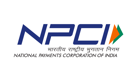 NPCI
भारतीय राष्ट्रीय भुगतान निगम
NATIONAL PAYMENTS CORPORATION OF INDIA